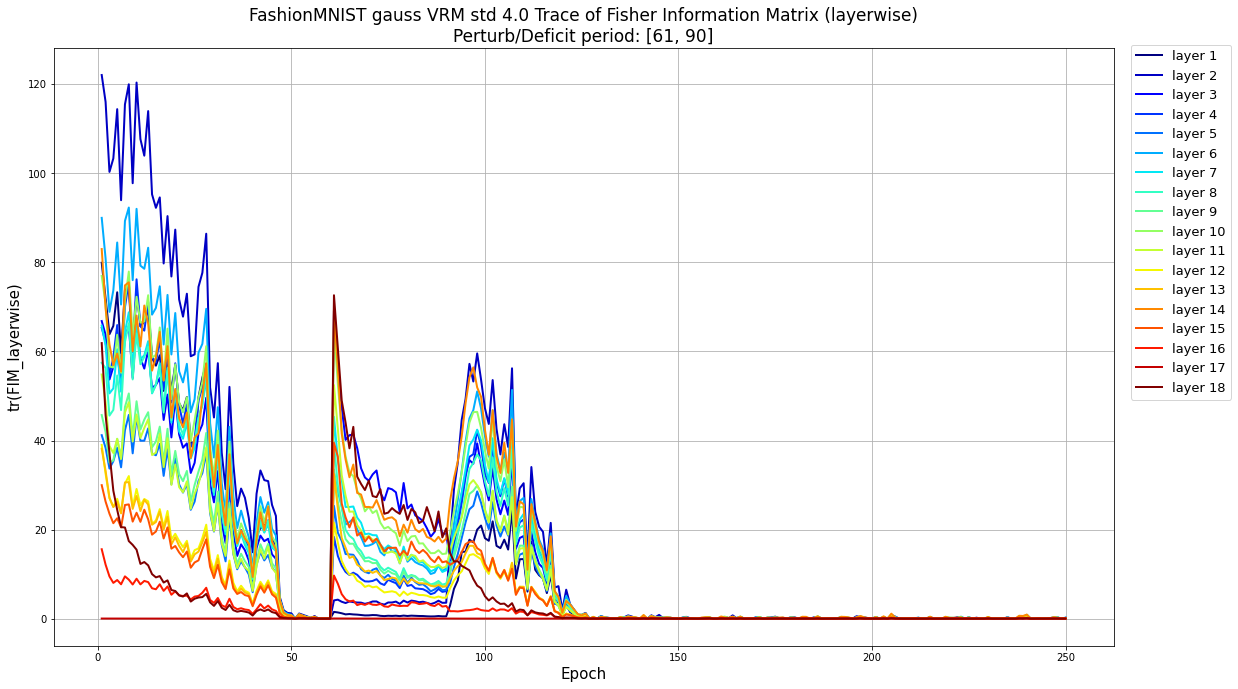 FashionMNIST gauss VRM std 4.0 Trace of Fisher Information Matrix (layerwise)
Perturb/Deficit period: [61, 90]
tr(FIM_layerwise)
120
100
80
60
40
20
0
0
50
100
150
200
250
Epoch
layer 1
layer 2
layer 3
layer 4
layer 5
layer 6
layer 7
layer 8
layer 9
layer 10
layer 11
layer 12
layer 13
layer 14
layer 15
layer 16
layer 17
layer 18